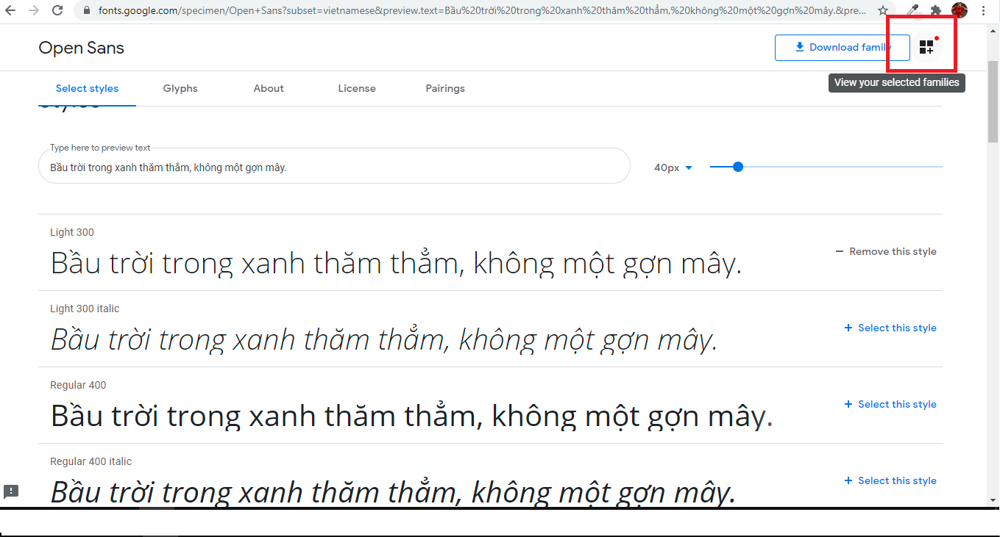 fonts.google.com/specimen/Open+Sans?subset=vietnamese&preview.text=Bầu%20trời%20trong%20xanh%20thăm%20thẳm,%20không%20một%20gợn%20mây.&pre...
Open Sans
Download family
View your selected families
Select styles Glyphs About License Pairings
Styles
Type here to preview text
Bầu trời trong xanh thăm thẳm, không một gợn mây.
40px
Light 300
Bầu trời trong xanh thăm thẳm, không một gợn mây.
Remove this style
Light 300 italic
Bầu trời trong xanh thăm thẳm, không một gợn mây.
Select this style
Regular 400
Bầu trời trong xanh thăm thẳm, không một gợn mây.
Select this style
Regular 400 italic
Bầu trời trong xanh thăm thẳm, không một gợn mây.
Select this style